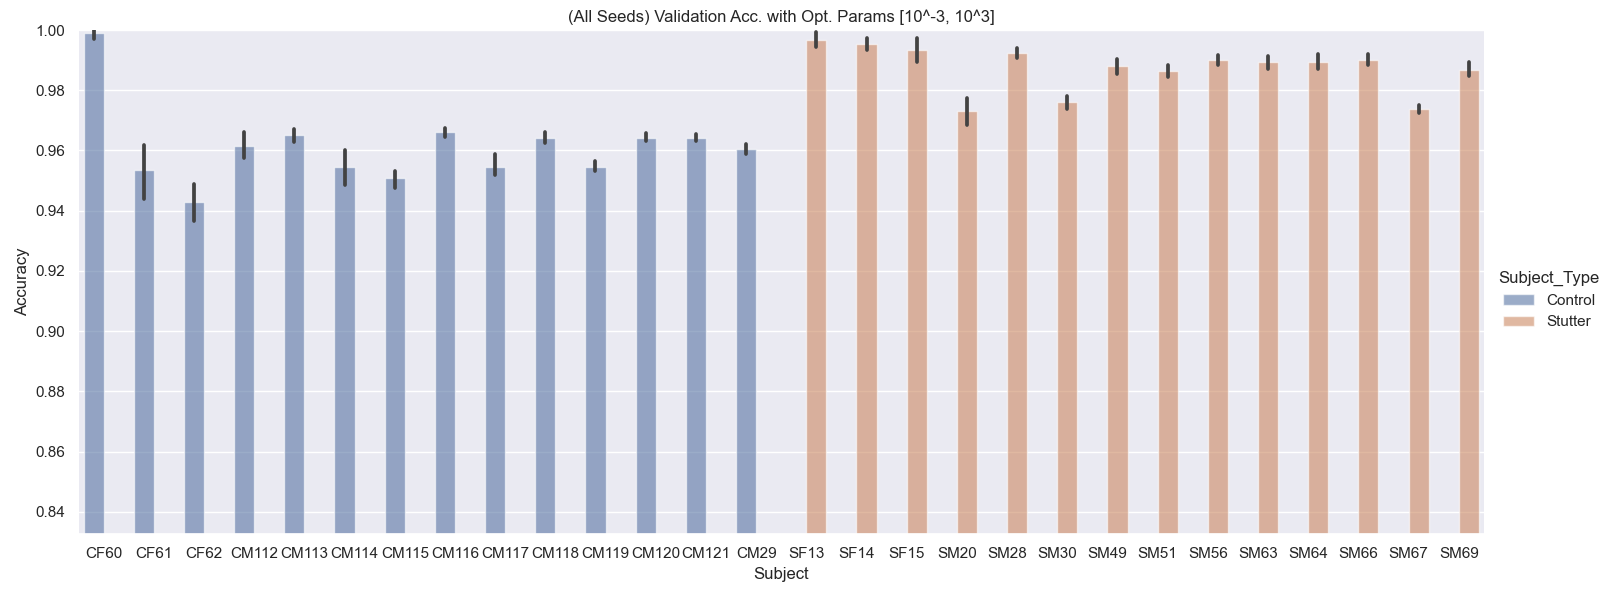 (All Seeds) Validation Acc. with Opt. Params [10^-3, 10^3]
1.00
0.98
0.96
0.94
0.92
0.90
0.88
0.86
0.84
Accuracy
CF60 CF61 CF62 CM112 CM113 CM114 CM115 CM116 CM117 CM118 CM119 CM120 CM121 CM29 SF13 SF14 SF15 SM20 SM28 SM30 SM49 SM51 SM56 SM63 SM64 SM66 SM67 SM69
Subject
Subject_Type
Control
Stutter